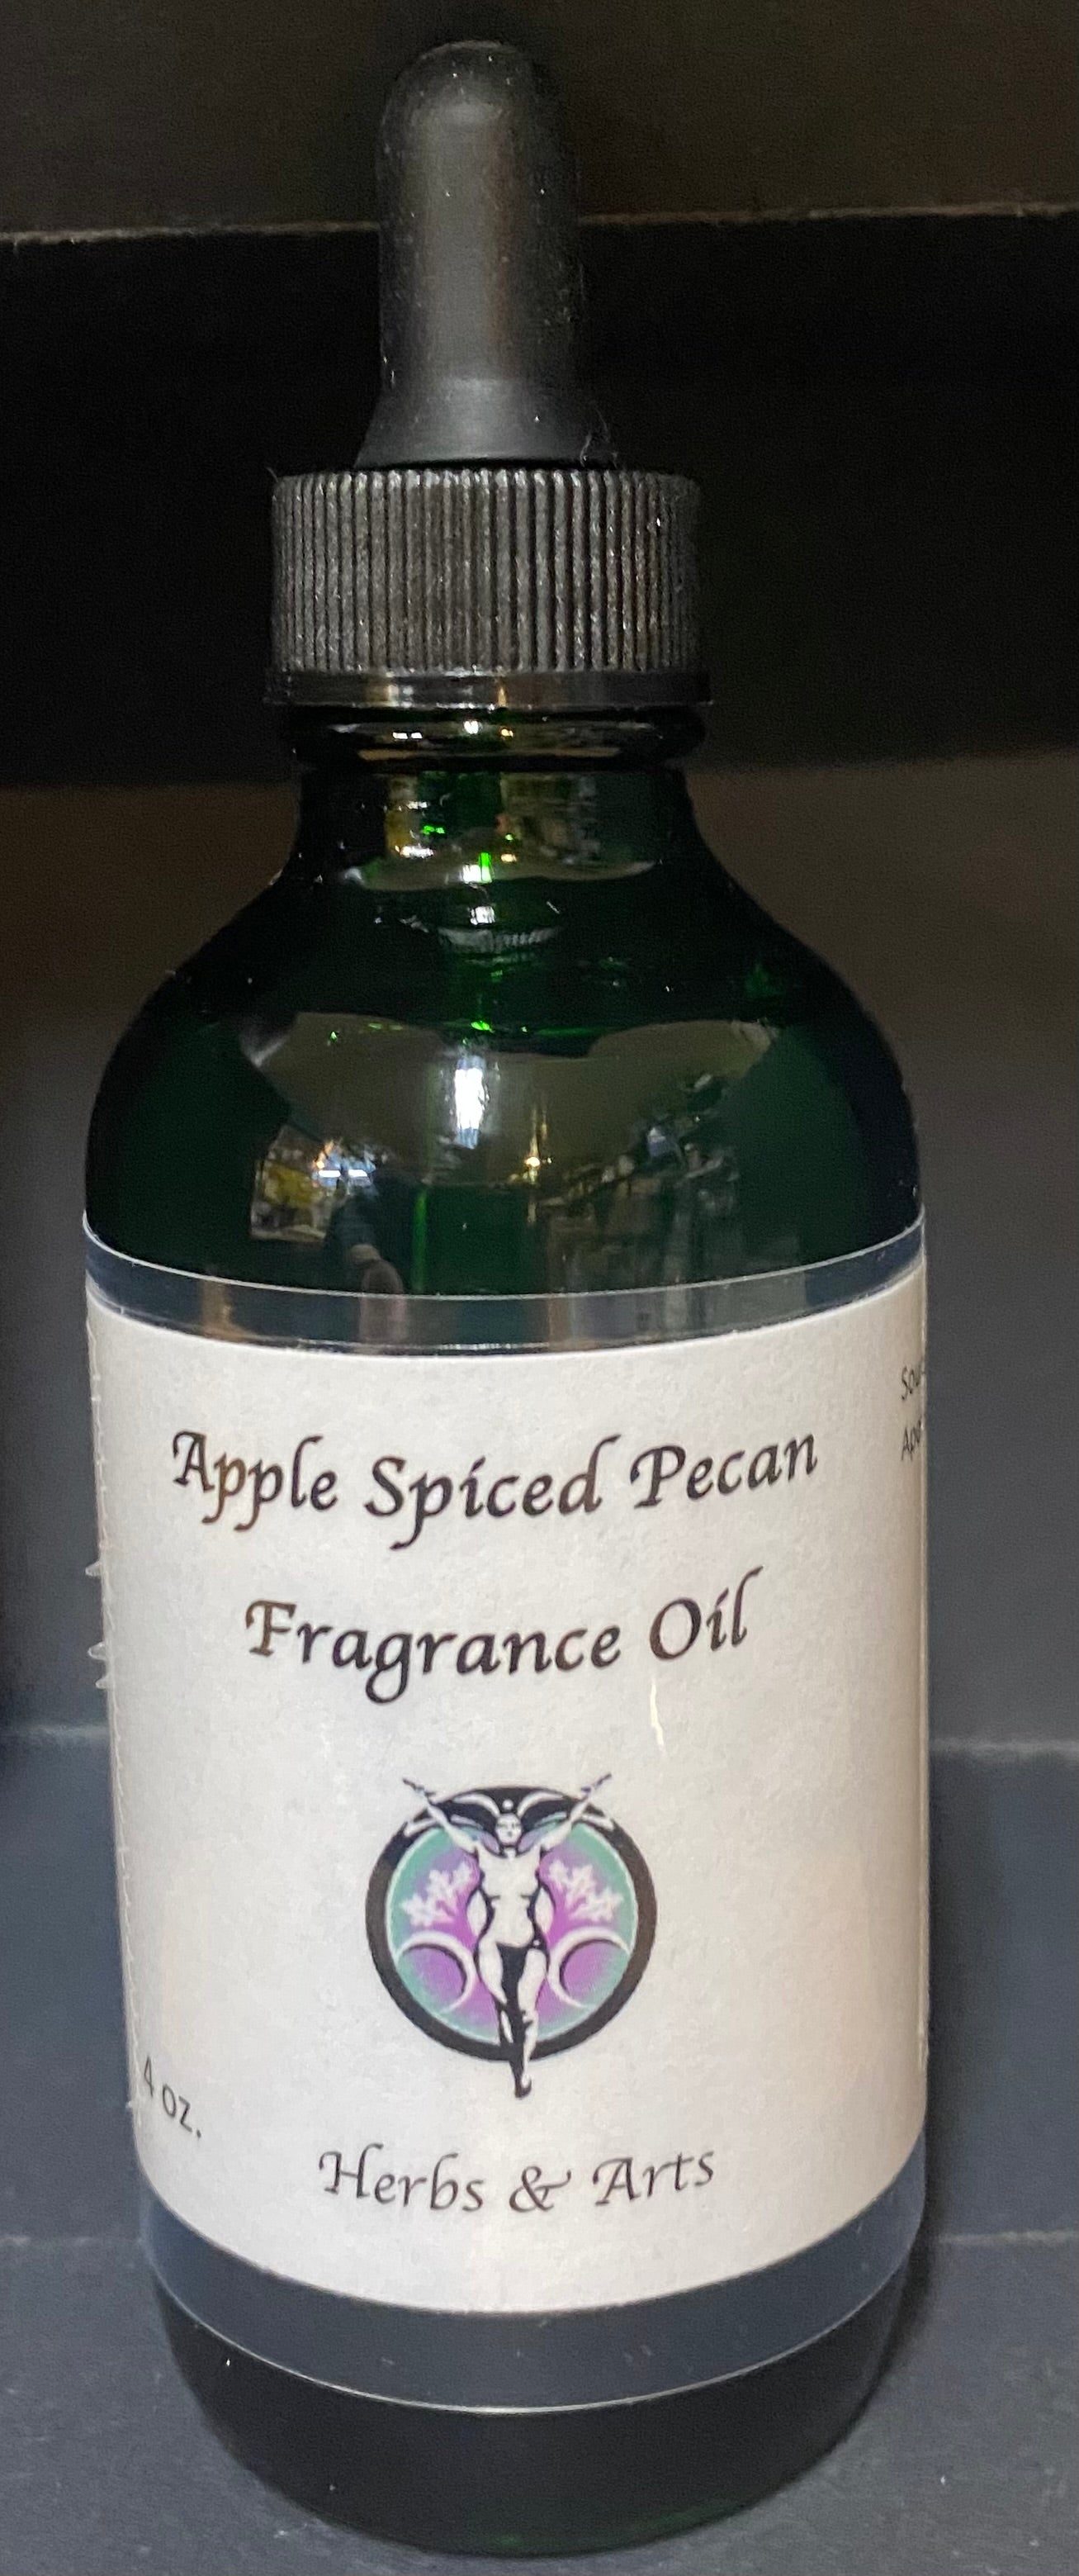 Apple Spiced Pecan
Fragrance Oil
4 oz.
Herbs & Arts